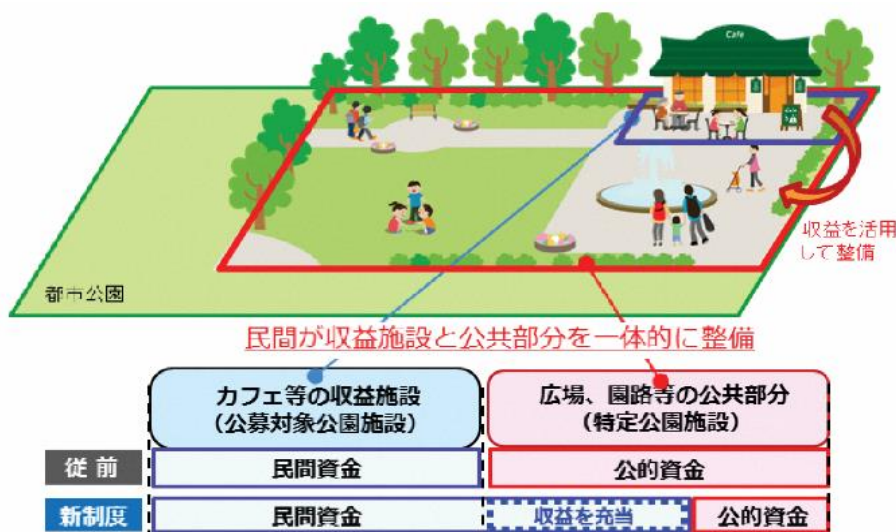 Cafe
収益を活用
して整備
都市公園
民間が収益施設と公共部分を一体的に整備
カフェ等の収益施設
(公募対象公園施設)
広場、園路等の公共部分
(特定公園施設)
従前
民間資金
公的資金
新制度
民間資金
収益を充当
公的資金